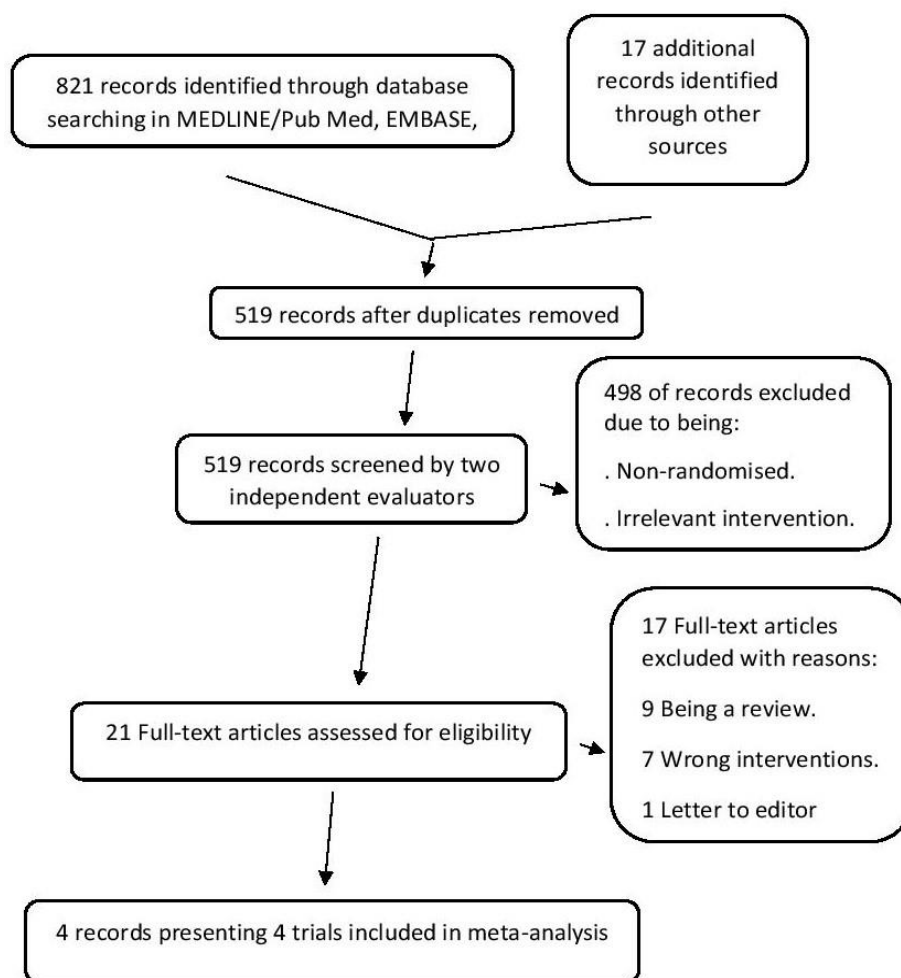 821 records identified through database
searching in MEDLINE/Pub Med, EMBASE,
17 additional
records identified
through other
sources
519 records after duplicates removed
498 of records excluded
due to being:
. Non-randomised.
. Irrelevant intervention.
519 records screened by two
independent evaluators
17 Full-text articles
excluded with reasons:
9 Being a review.
7 Wrong interventions.
1 Letter to editor
21 Full-text articles assessed for eligibility
4 records presenting 4 trials included in meta-analysis